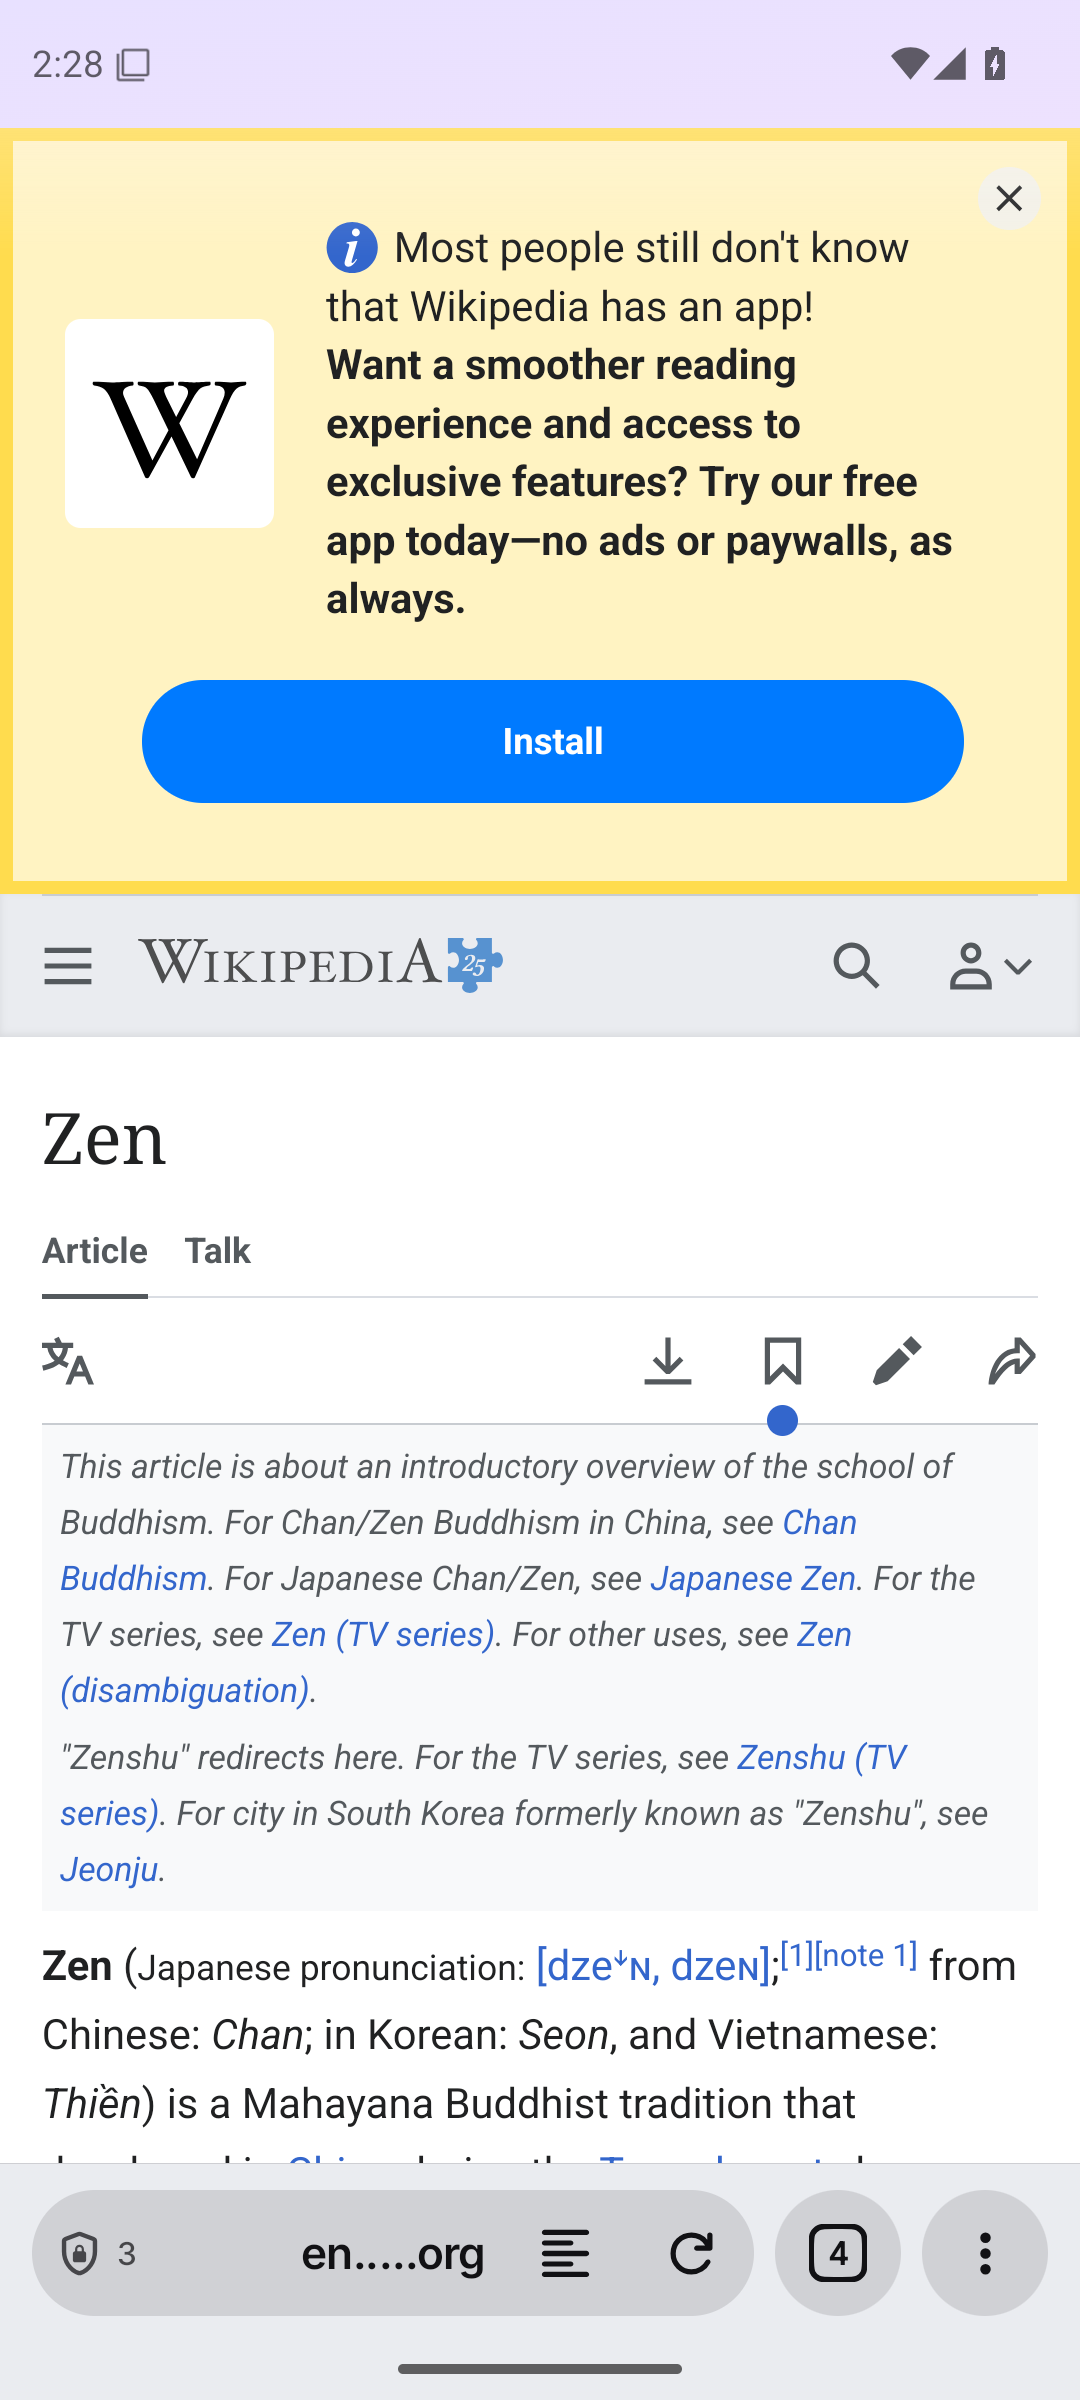 2:28
i Most people still don't know
that Wikipedia has an app!
Want a smoother reading
experience and access to
exclusive features? Try our free
app today—no ads or paywalls, as
always.
W
Install
WIKIPEDIA 25
Zen
Article Talk
文A
This article is about an introductory overview of the school of
Buddhism. For Chan/Zen Buddhism in China, see Chan
Buddhism. For Japanese Chan/Zen, see Japanese Zen. For the
TV series, see Zen (TV series). For other uses, see Zen
(disambiguation).
"Zenshu" redirects here. For the TV series, see Zenshu (TV
series). For city in South Korea formerly known as "Zenshu", see
Jeonju.
Zen (Japanese pronunciation: [dzeꜜɴ, dzeɴ];[1][note 1] from
Chinese: Chan; in Korean: Seon, and Vietnamese:
Thiền) is a Mahayana Buddhist tradition that
3 en.....org 4